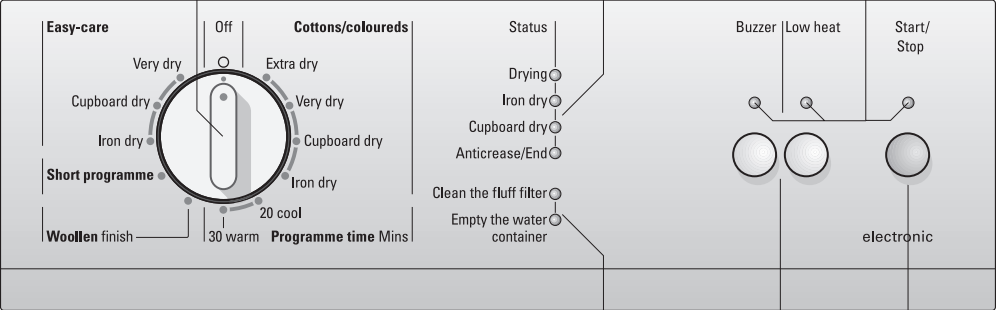 Easy-care
Off
Cottons/coloureds
Very dry
Cupboard dry
Iron dry
Short programme
Woollen finish
Extra dry
Very dry
Cupboard dry
Iron dry
20 cool
30 warm
Programme time Mins
Status
Drying
Iron dry
Cupboard dry
Anticrease/End
Clean the fluff filter
Empty the water
container
Buzzer
Low heat
Start/
Stop
electronic